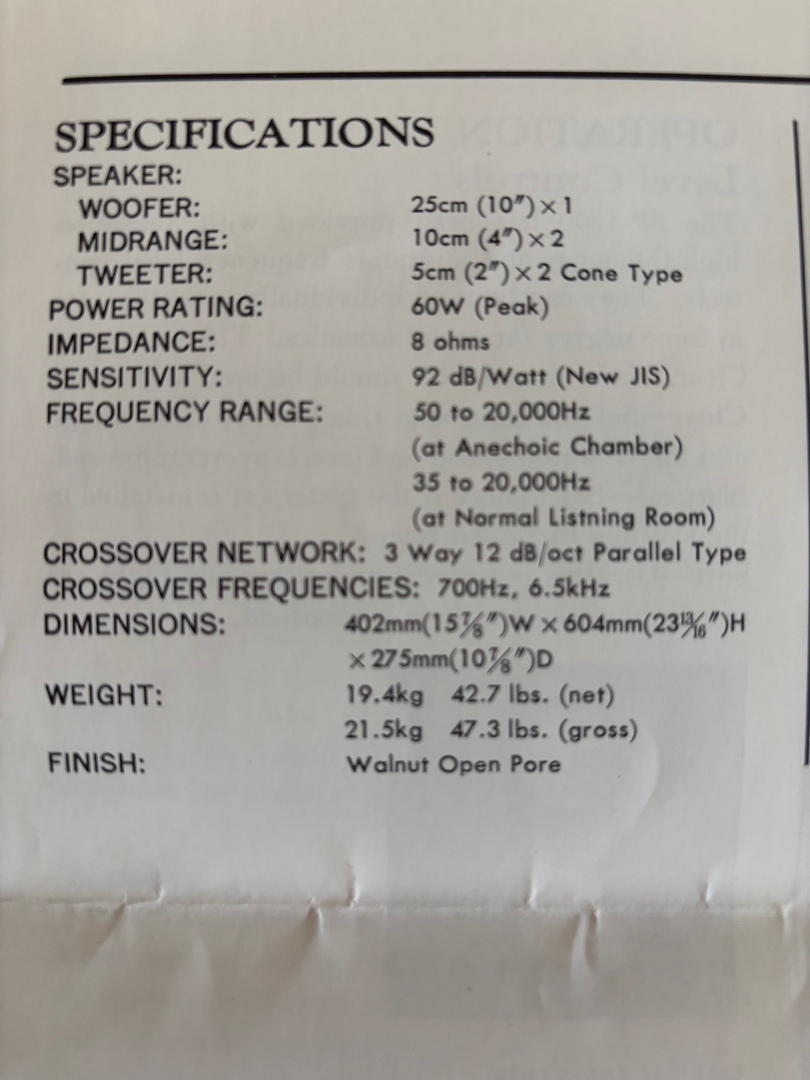 SPECIFICATIONS
SPEAKER:
WOOFER: 25cm (10″) × 1
MIDRANGE: 10cm (4″) × 2
TWEETER: 5cm (2″) × 2 Cone Type
POWER RATING: 60W (Peak)
IMPEDANCE: 8 ohms
SENSITIVITY: 92 dB/Watt (New JIS)
FREQUENCY RANGE: 50 to 20,000Hz
(at Anechoic Chamber)
35 to 20,000Hz
(at Normal Listning Room)
CROSSOVER NETWORK: 3 Way 12 dB/oct Parallel Type
CROSSOVER FREQUENCIES: 700Hz, 6.5kHz
DIMENSIONS: 402mm(15⅞″)W × 604mm(23 13/16″)H
× 275mm(10⅞″)D
WEIGHT: 19.4kg 42.7 lbs. (net)
21.5kg 47.3 lbs. (gross)
FINISH: Walnut Open Pore